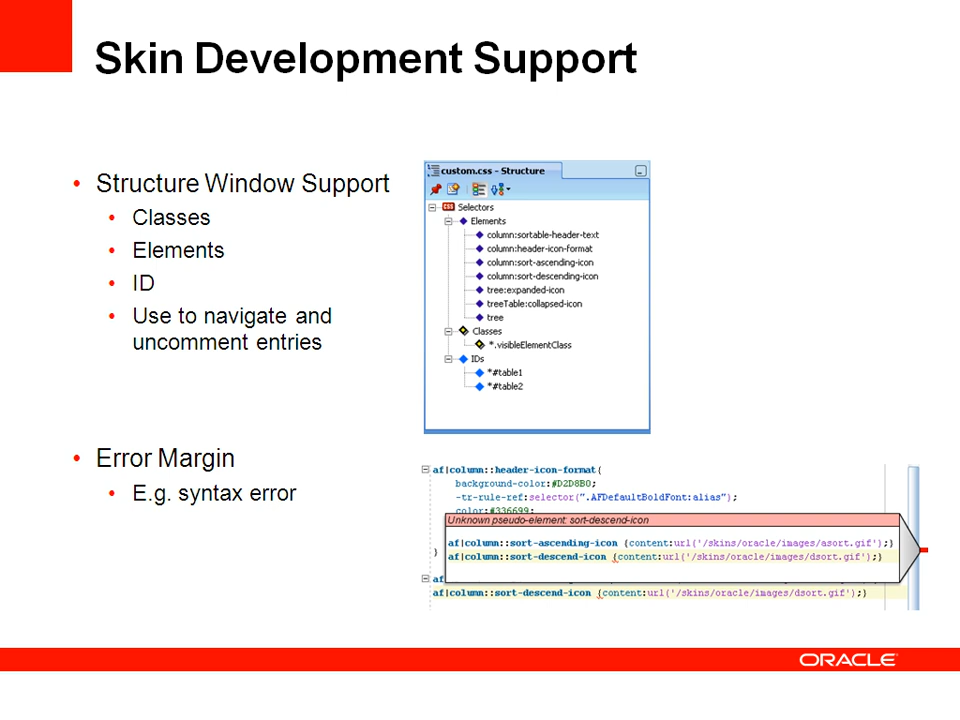 Skin Development Support
• Structure Window Support
• Classes
• Elements
• ID
• Use to navigate and
uncomment entries
custom.css - Structure
CSS Selectors
Elements
column:sortable-header-text
column:header-icon-format
column:sort-ascending-icon
column:sort-descending-icon
tree:expanded-icon
treeTable:collapsed-icon
tree
Classes
*.visibleElementClass
IDs
*#table1
*#table2
• Error Margin
• E.g. syntax error
af|column::header-icon-format{
background-color:#D2D8B0;
-tr-rule-ref:selector(".AFDefaultBoldFont:alias");
color:#336699;
Unknown pseudo-element: sort-descend-icon
af|column::sort-ascending-icon {content:url('/skins/oracle/images/asort.gif');}
} af|column::sort-descend-icon {content:url('/skins/oracle/images/dsort.gif');}
af
af|column::sort-descend-icon {content:url('/skins/oracle/images/dsort.gif');}
ORACLE